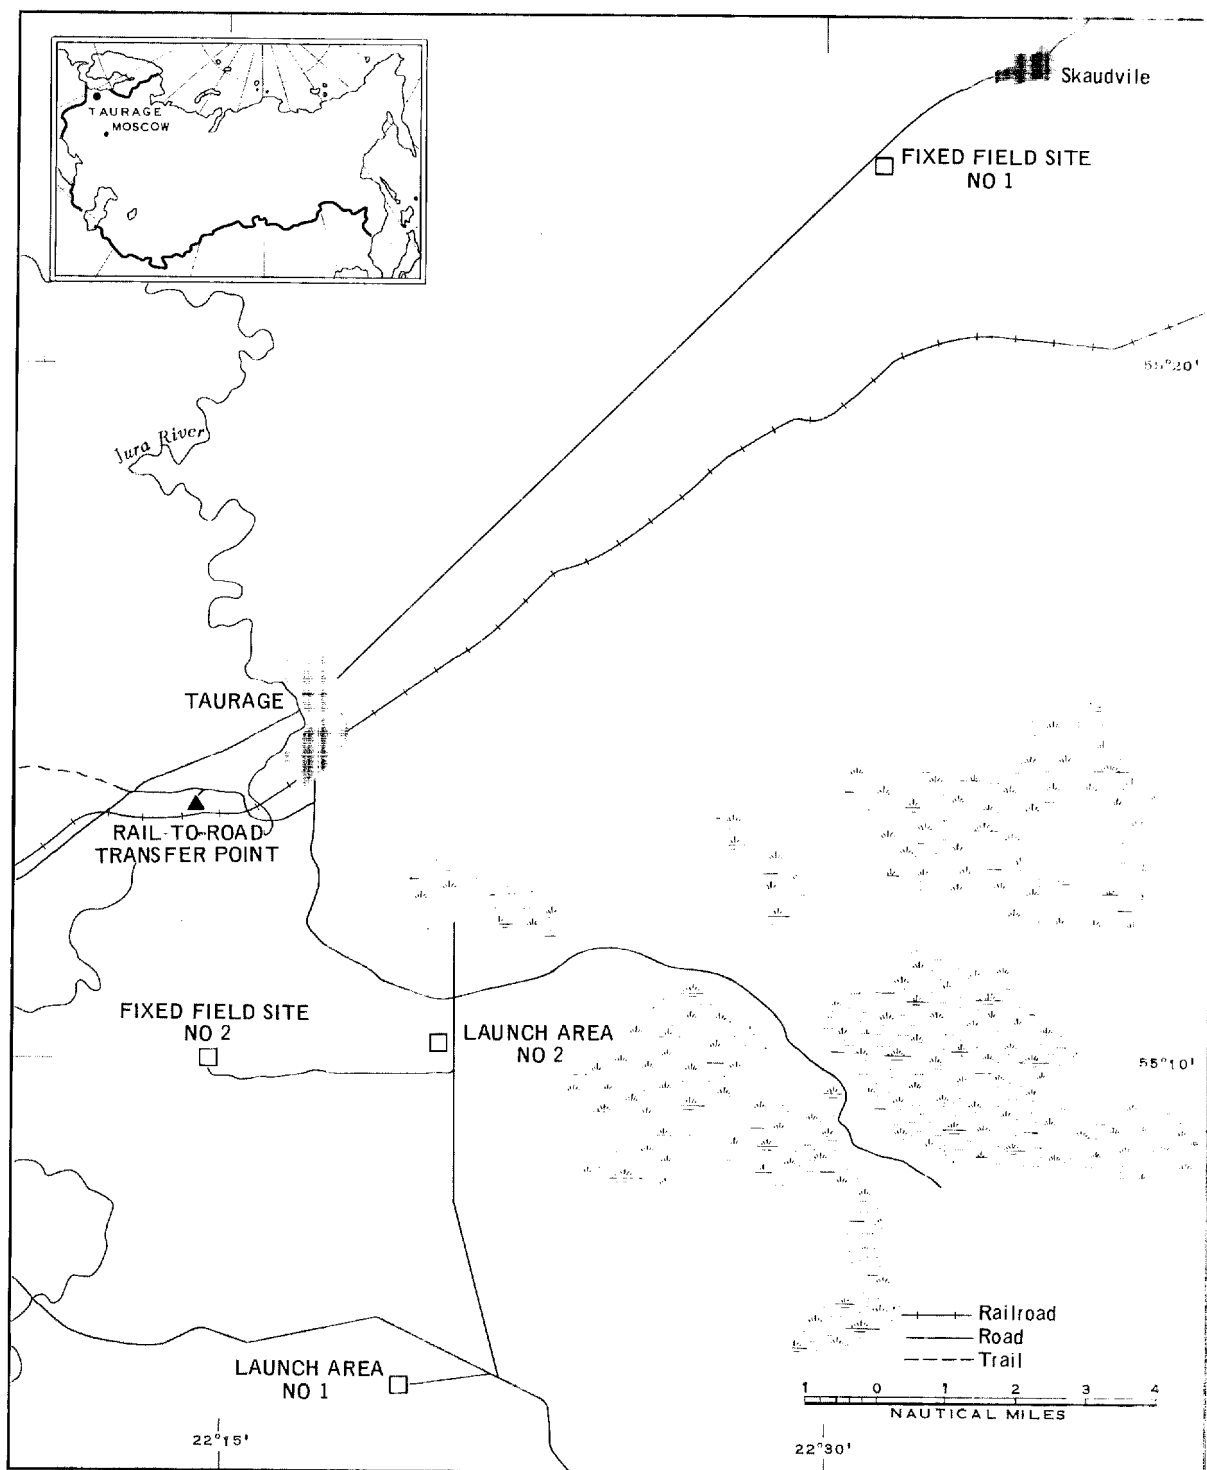 TAURAGE
MOSCOW
Skaudvile
FIXED FIELD SITE
NO 1
55°20'
Jura River
TAURAGE
RAIL-TO-ROAD
TRANSFER POINT
FIXED FIELD SITE
NO 2
LAUNCH AREA
NO 2
55°10'
Railroad
Road
Trail
LAUNCH AREA
NO 1
1 0 1 2 3 4
NAUTICAL MILES
22°15'
22°30'